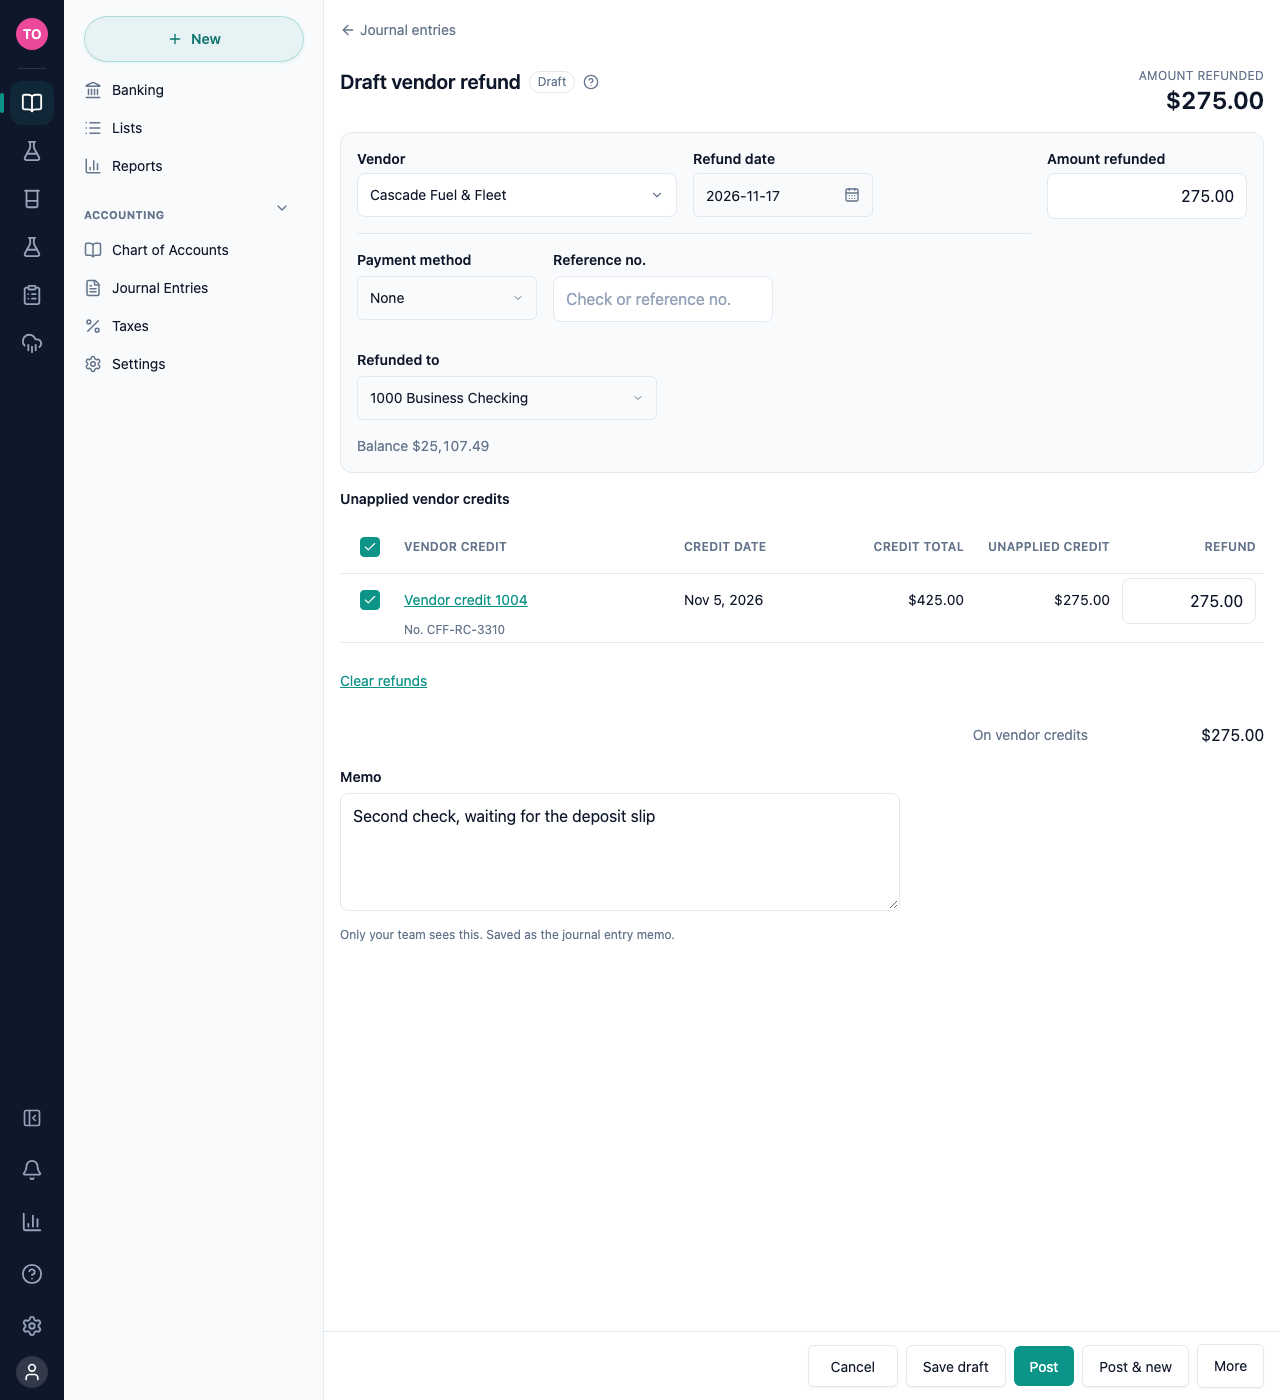 TO
New
Banking
Lists
Reports
ACCOUNTING
Chart of Accounts
Journal Entries
Taxes
Settings
Journal entries
Draft vendor refund
Draft
AMOUNT REFUNDED
$275.00
Vendor
Refund date
Amount refunded
Cascade Fuel & Fleet
2026-11-17
275.00
Payment method
Reference no.
None
Check or reference no.
Refunded to
1000 Business Checking
Balance $25,107.49
Unapplied vendor credits
VENDOR CREDIT CREDIT DATE CREDIT TOTAL UNAPPLIED CREDIT REFUND
Vendor credit 1004 Nov 5, 2026 $425.00 $275.00 275.00
No. CFF-RC-3310
Clear refunds
On vendor credits $275.00
Memo
Second check, waiting for the deposit slip
Only your team sees this. Saved as the journal entry memo.
Cancel
Save draft
Post
Post & new
More